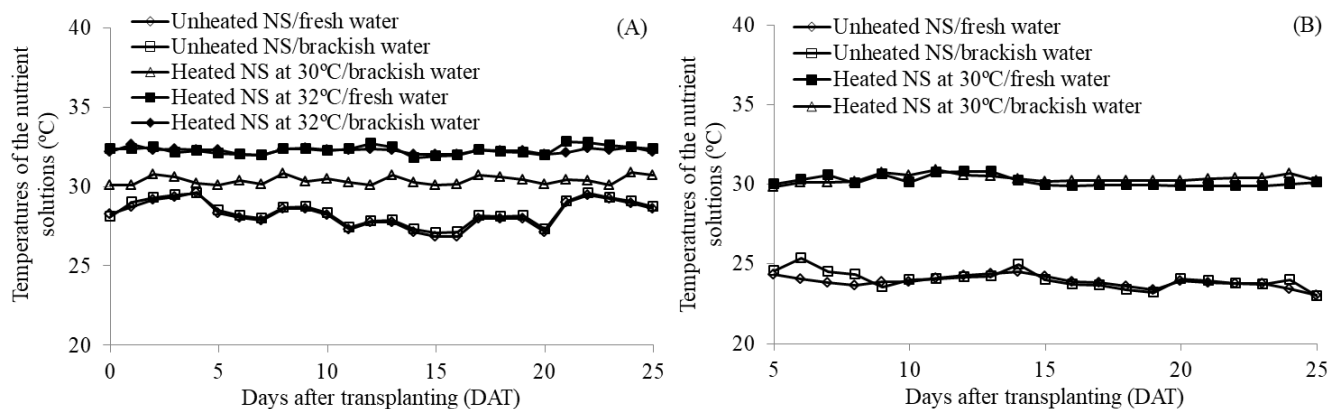 Unheated NS/fresh water
Unheated NS/brackish water
Heated NS at 30ºC/brackish water
Heated NS at 32ºC/fresh water
Heated NS at 32ºC/brackish water
(A)
Temperatures of the nutrient
solutions (ºC)
40
35
30
25
20
0 5 10 15 20 25
Days after transplanting (DAT)
Unheated NS/fresh water
Unheated NS/brackish water
Heated NS at 30ºC/fresh water
Heated NS at 30ºC/brackish water
(B)
Temperatures of the nutrient
solutions (ºC)
40
35
30
25
20
5 10 15 20 25
Days after transplanting (DAT)